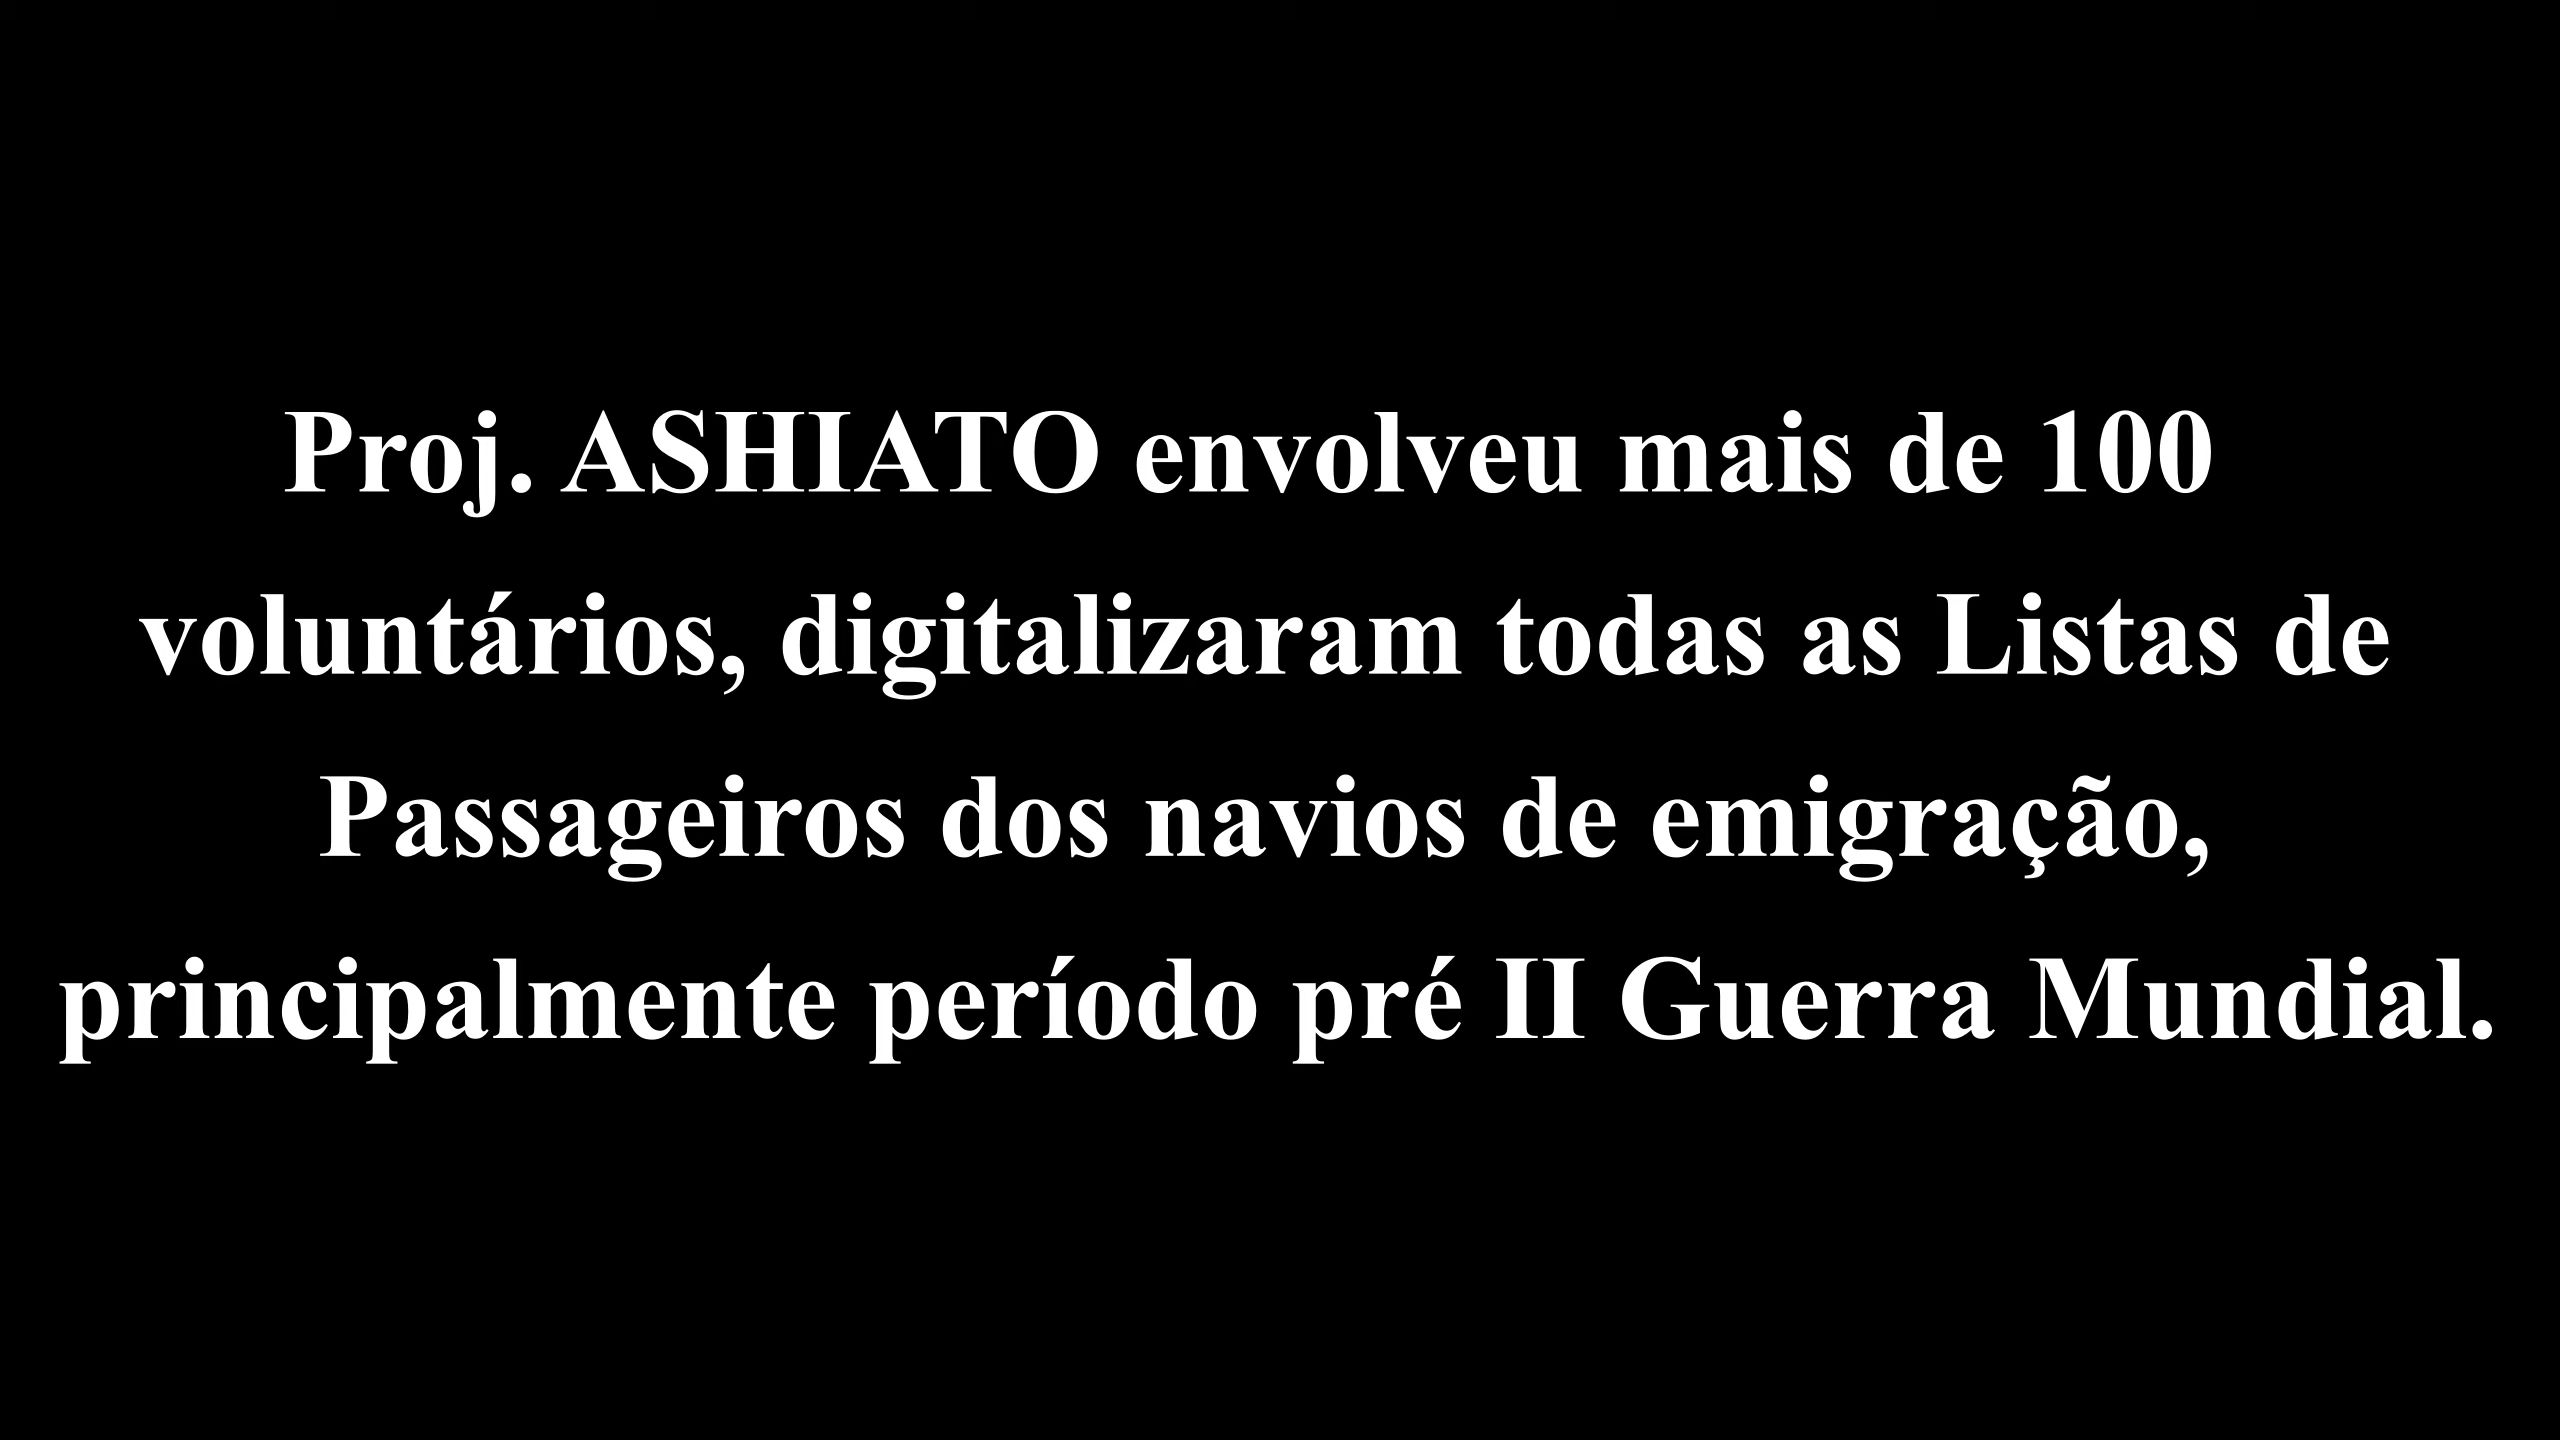 Proj. ASHIATO envolveu mais de 100
voluntários, digitalizaram todas as Listas de
Passageiros dos navios de emigração,
principalmente período pré II Guerra Mundial.